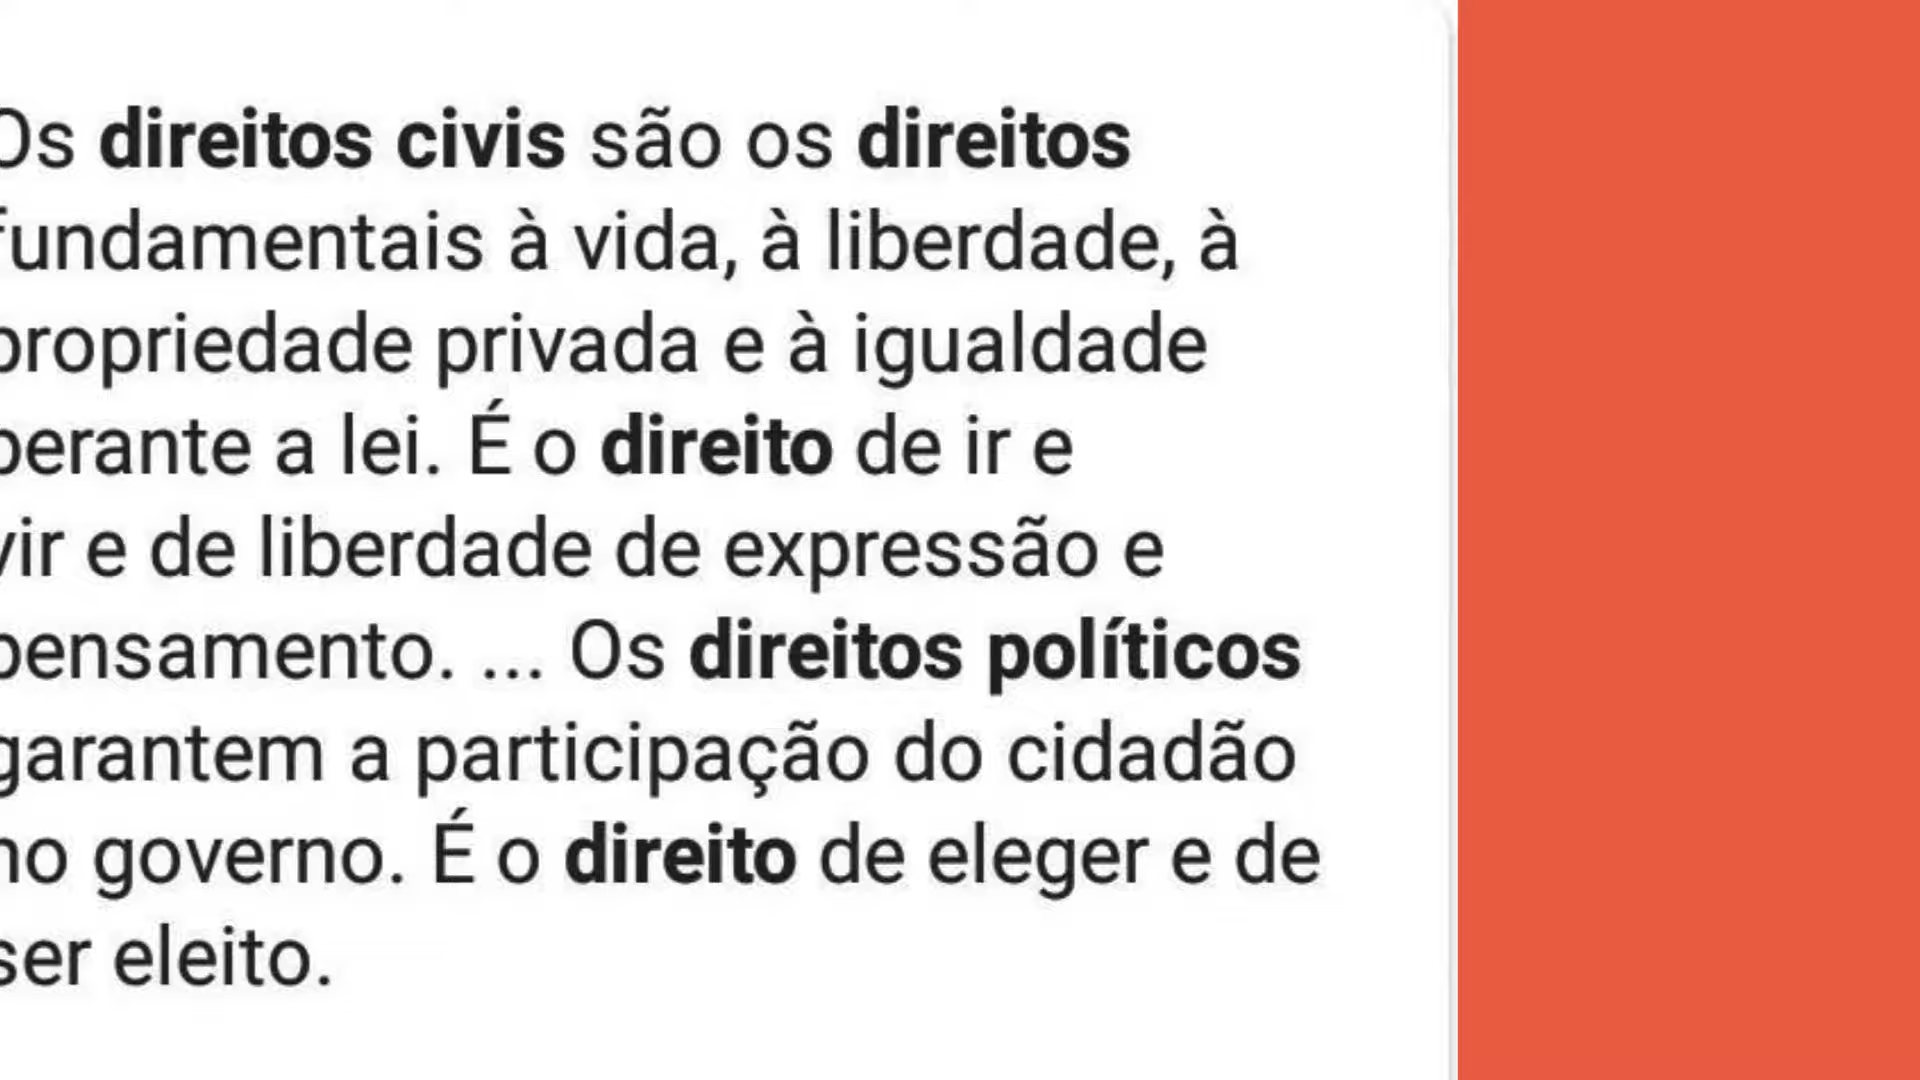 Os direitos civis são os direitos
fundamentais à vida, à liberdade, à
propriedade privada e à igualdade
perante a lei. É o direito de ir e
vir e de liberdade de expressão e
pensamento. ... Os direitos políticos
garantem a participação do cidadão
no governo. É o direito de eleger e de
ser eleito.